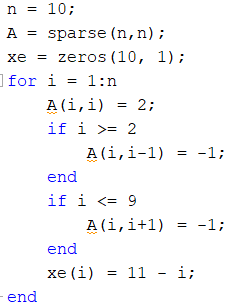 n = 10;
A = sparse(n,n);
xe = zeros(10, 1);
for i = 1:n
    A(i,i) = 2;
    if i >= 2
        A(i,i-1) = -1;
    end
    if i <= 9
        A(i,i+1) = -1;
    end
    xe(i) = 11 - i;
end